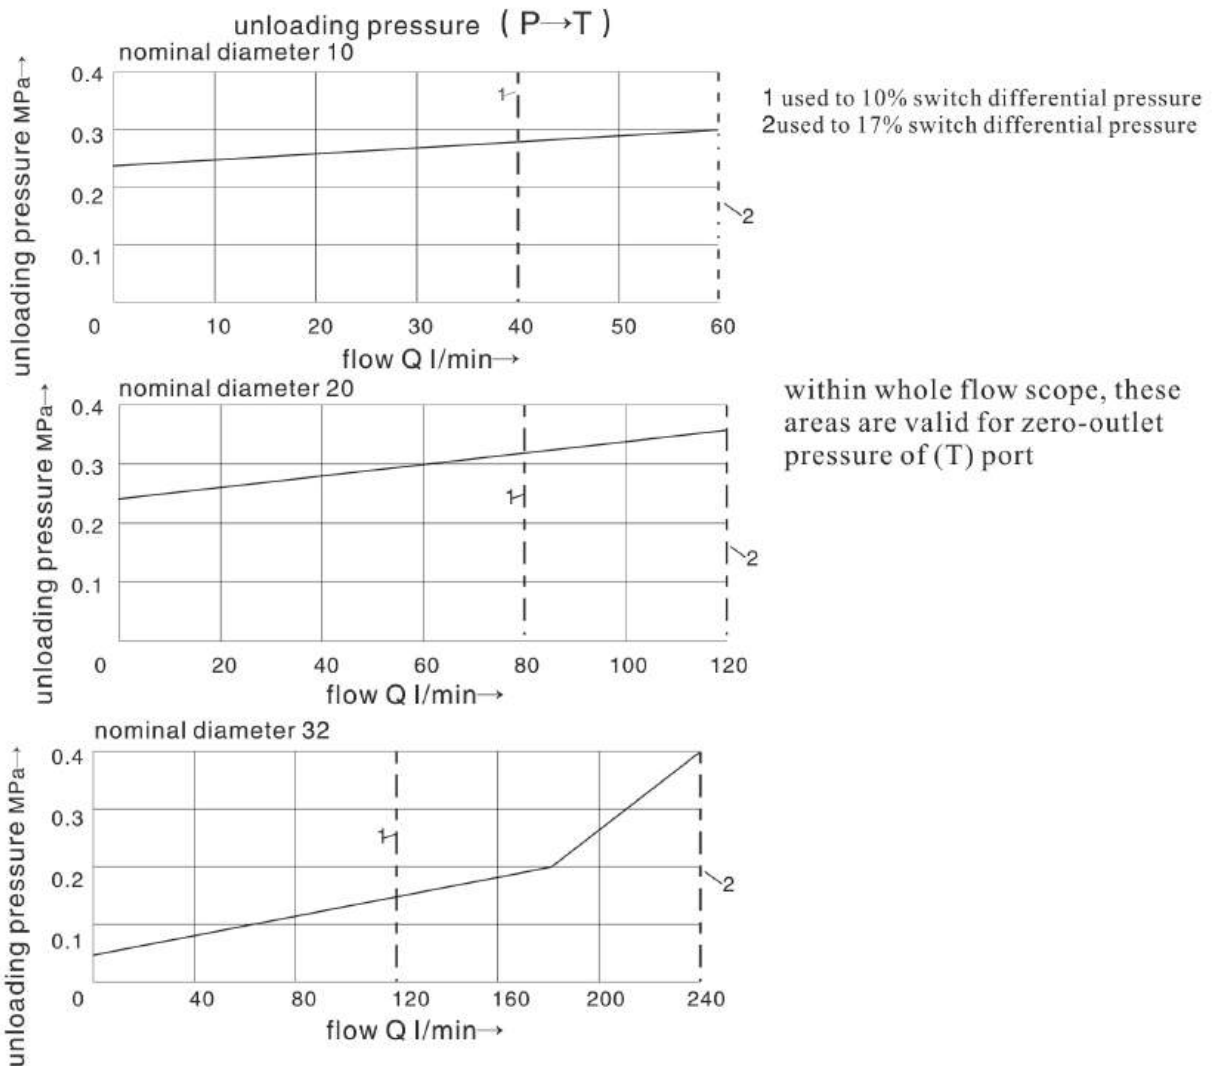 unloading pressure (P→T)
nominal diameter 10
unloading pressure MPa→
0.4
0.3
0.2
0.1
0 10 20 30 40 50 60
flow Q l/min→
1
2
1 used to 10% switch differential pressure
2used to 17% switch differential pressure
nominal diameter 20
unloading pressure MPa→
0.4
0.3
0.2
0.1
0 20 40 60 80 100 120
flow Q l/min→
1
2
within whole flow scope, these
areas are valid for zero-outlet
pressure of (T) port
nominal diameter 32
unloading pressure MPa→
0.4
0.3
0.2
0.1
0 40 80 120 160 200 240
flow Q l/min→
1
2